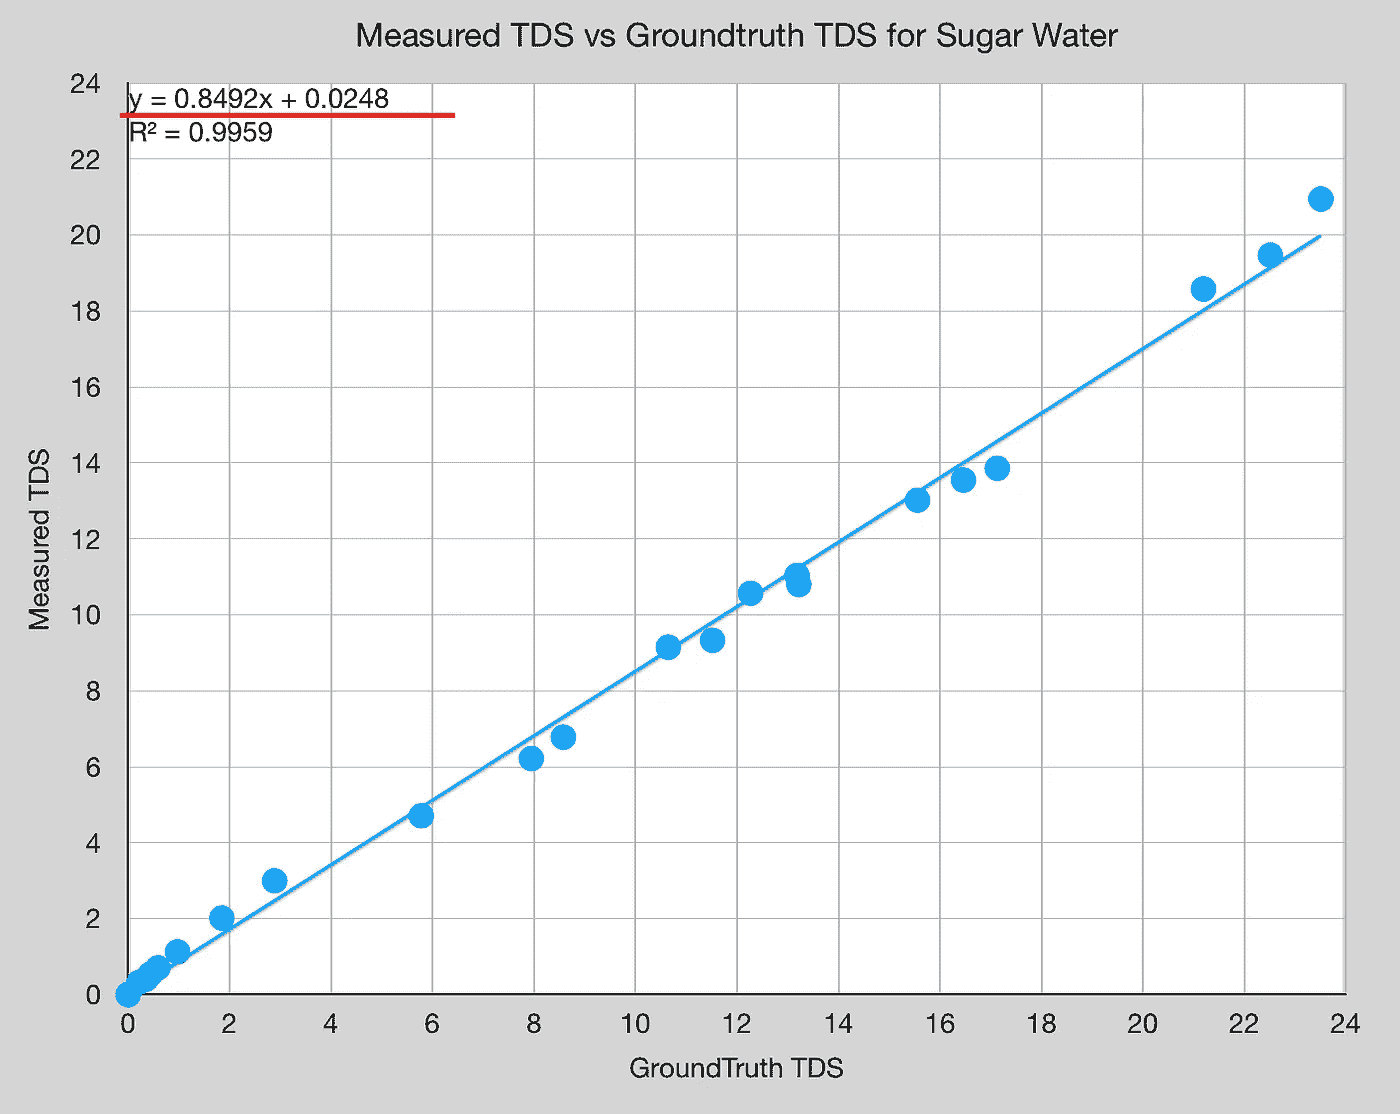 Measured TDS vs Groundtruth TDS for Sugar Water
24
y = 0.8492x + 0.0248
R² = 0.9959
22
20
18
16
14
12
10
8
6
4
2
0
Measured TDS
0 2 4 6 8 10 12 14 16 18 20 22 24
GroundTruth TDS